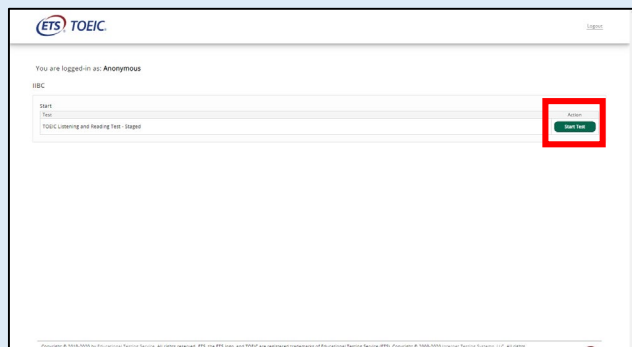 ETS TOEIC.
Logout
You are logged-in as: Anonymous
IIBC
Start
Test Action
TOEIC Listening and Reading Test - Staged Start Test